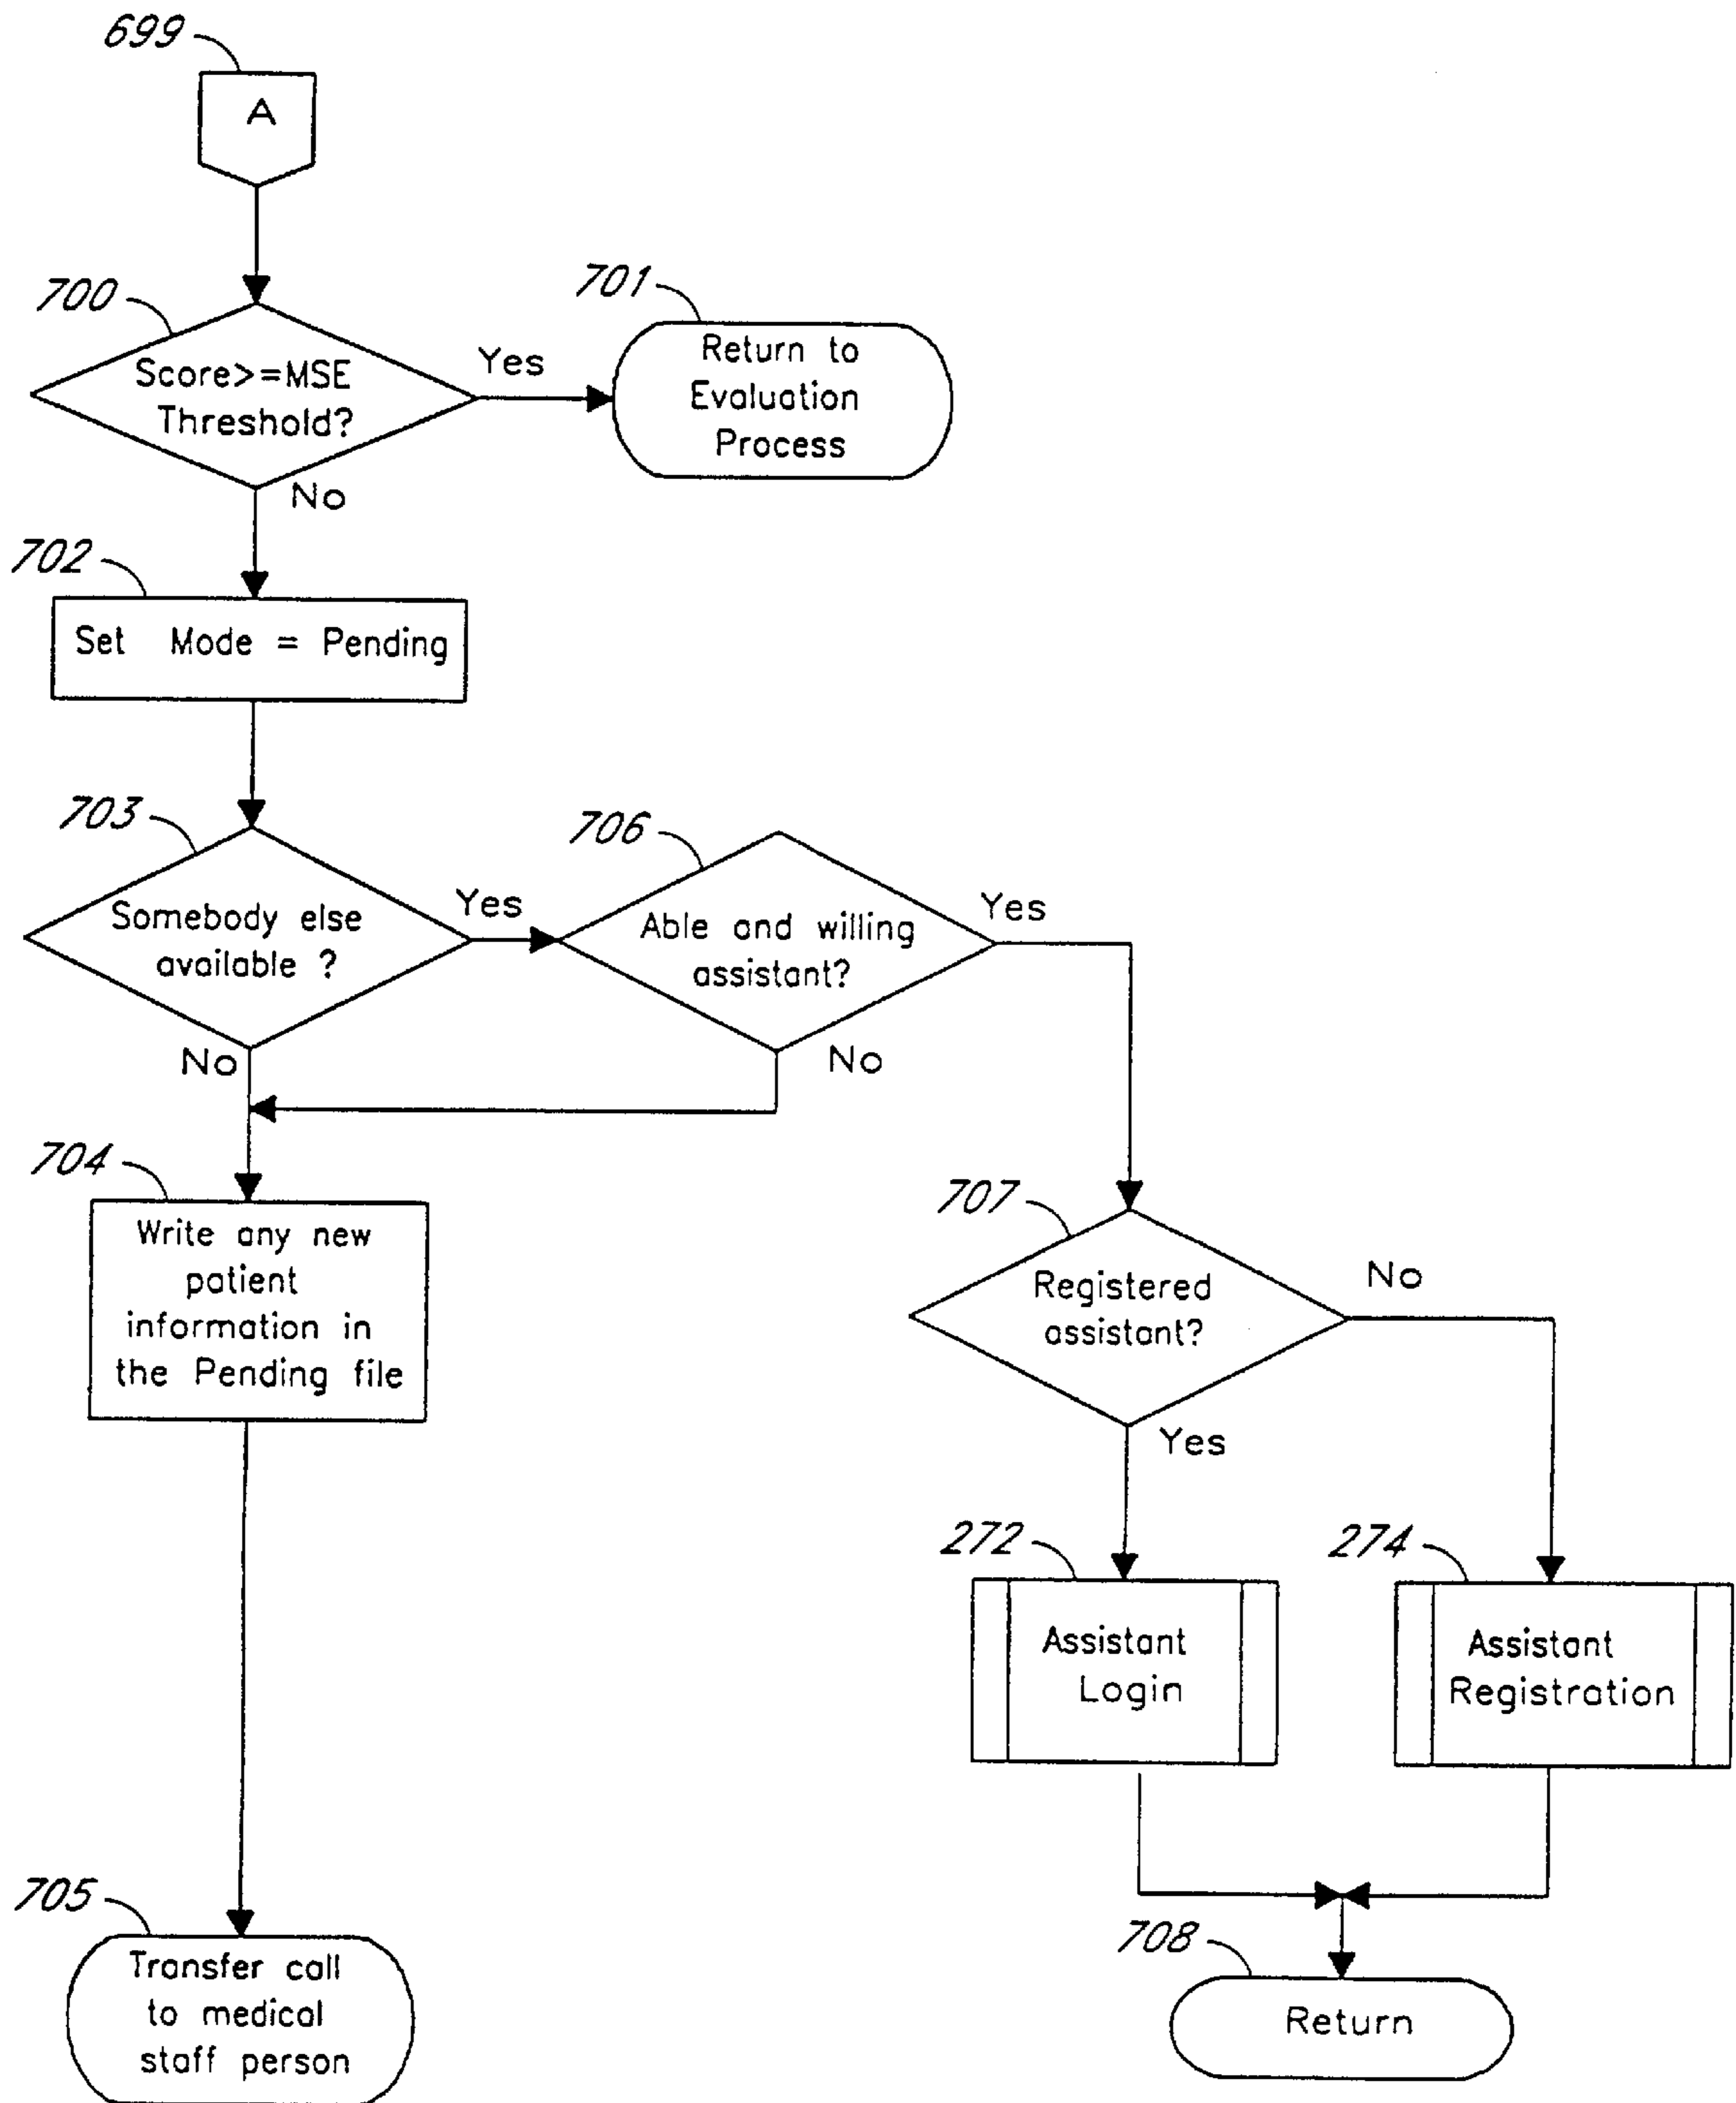 699
A
700
Score>=MSE
Threshold?
Yes
No
701
Return to
Evaluation
Process
702
Set Mode = Pending
703
Somebody else
available ?
Yes
No
706
Able and willing
assistant?
Yes
No
704
Write any new
patient
information in
the Pending file
707
Registered
assistant?
No
Yes
272
Assistant
Login
274
Assistant
Registration
705
Transfer call
to medical
staff person
708
Return